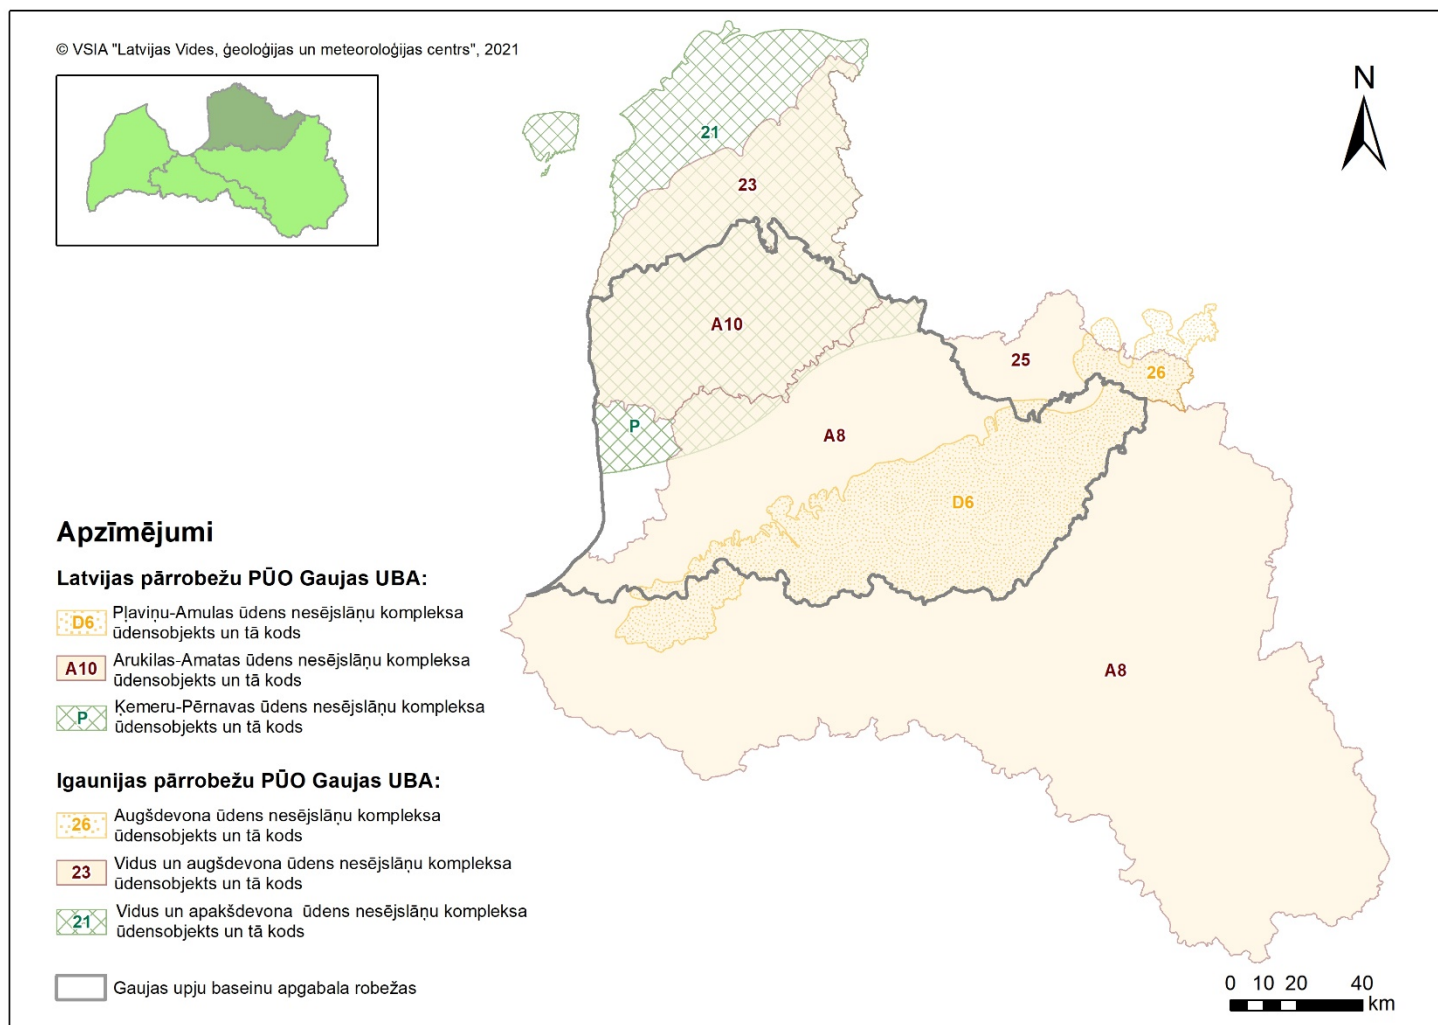 © VSIA "Latvijas Vides, ģeoloģijas un meteoroloģijas centrs", 2021
N
21
23
A10
25
26
P
A8
D6
A8
Apzīmējumi
Latvijas pārrobežu PŪO Gaujas UBA:
D6
Pļaviņu-Amulas ūdens nesējslāņu kompleksa
ūdensobjekts un tā kods
A10
Arukilas-Amatas ūdens nesējslāņu kompleksa
ūdensobjekts un tā kods
P
Ķemeru-Pērnavas ūdens nesējslāņu kompleksa
ūdensobjekts un tā kods
Igaunijas pārrobežu PŪO Gaujas UBA:
26
Augšdevona ūdens nesējslāņu kompleksa
ūdensobjekts un tā kods
23
Vidus un augšdevona ūdens nesējslāņu kompleksa
ūdensobjekts un tā kods
21
Vidus un apakšdevona ūdens nesējslāņu kompleksa
ūdensobjekts un tā kods
Gaujas upju baseinu apgabala robežas
0 10 20 40
km